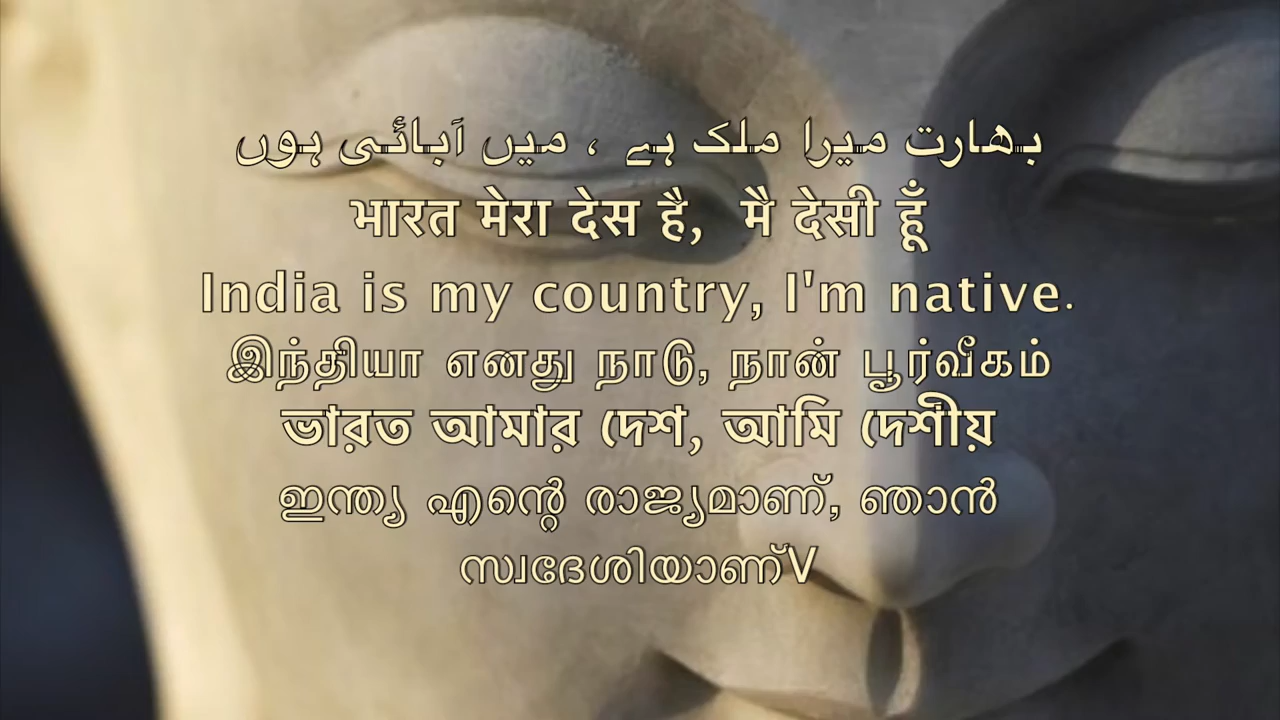 بھارت میرا ملک ہے ، میں آبائی ہوں
भारत मेरा देस है, मै देसी हूँ
India is my country, I'm native.
இந்தியா எனது நாடு, நான் பூர்வீகம்
ভারত আমার দেশ, আমি দেশীয়
ഇന്ത്യ എന്റെ രാജ്യമാണ്, ഞാൻ
സ്വദേശിയാണ്V